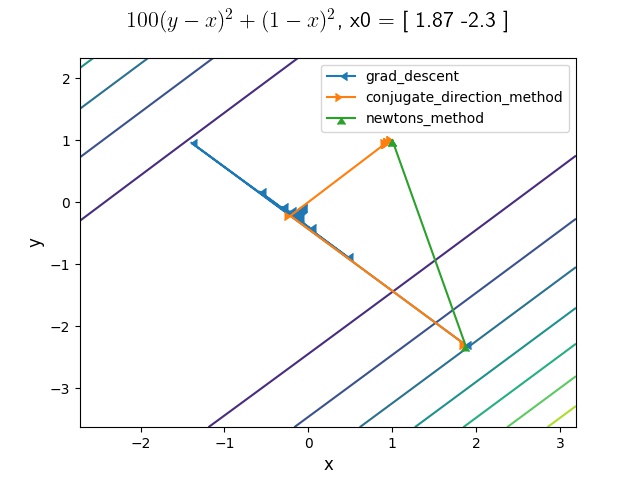 100(y − x)² + (1 − x)², x0 = [ 1.87 -2.3 ]
grad_descent
conjugate_direction_method
newtons_method
2
1
0
−1
−2
−3
y
−2 −1 0 1 2 3
x